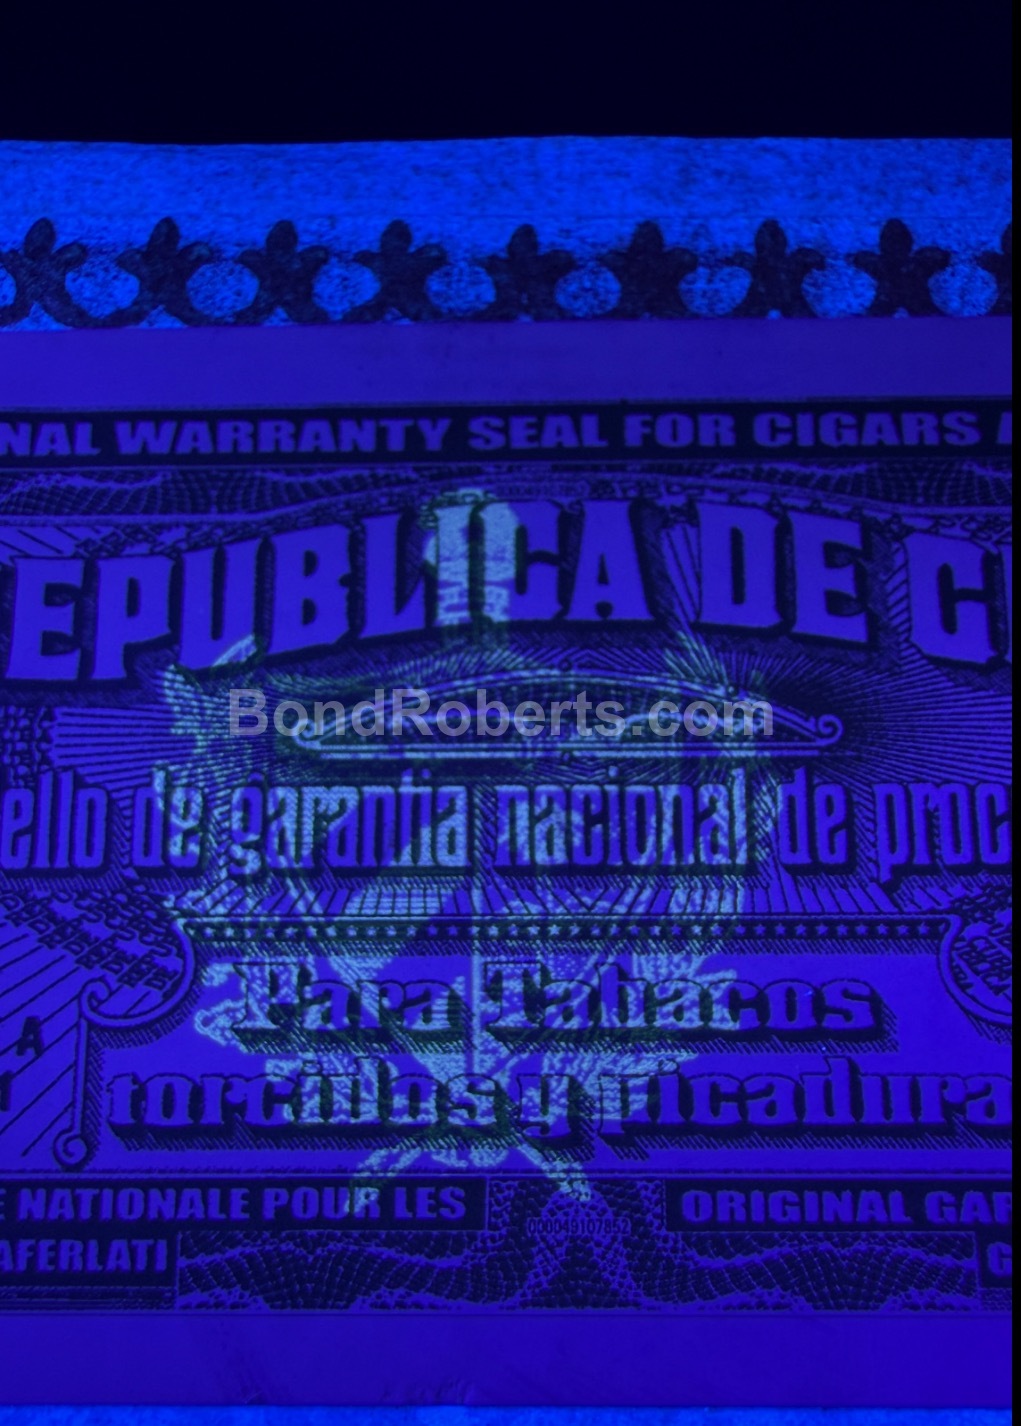 NAL WARRANTY SEAL FOR CIGARS A
EPUBLICA DE C
BondRoberts.com
ello de garantia nacional de proc
Para Tabacos
A
torcidos y picadura
E NATIONALE POUR LES
ORIGINAL GAR
000049107852
AFERLATI